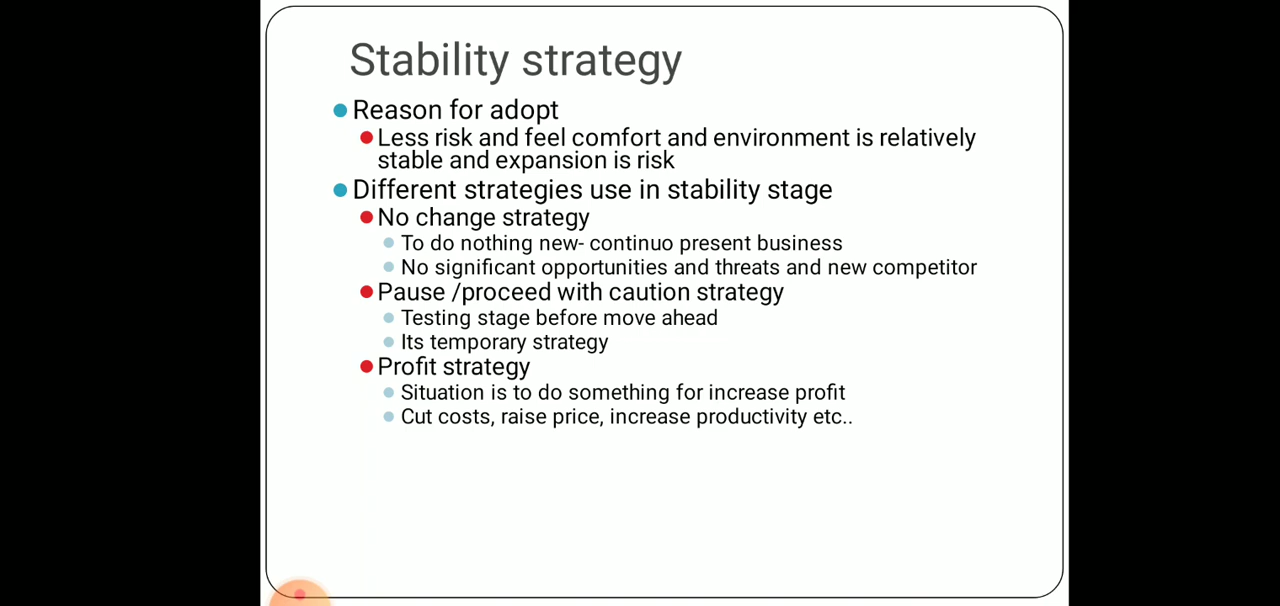 Stability strategy
Reason for adopt
Less risk and feel comfort and environment is relatively
stable and expansion is risk
Different strategies use in stability stage
No change strategy
To do nothing new- continuo present business
No significant opportunities and threats and new competitor
Pause /proceed with caution strategy
Testing stage before move ahead
Its temporary strategy
Profit strategy
Situation is to do something for increase profit
Cut costs, raise price, increase productivity etc..